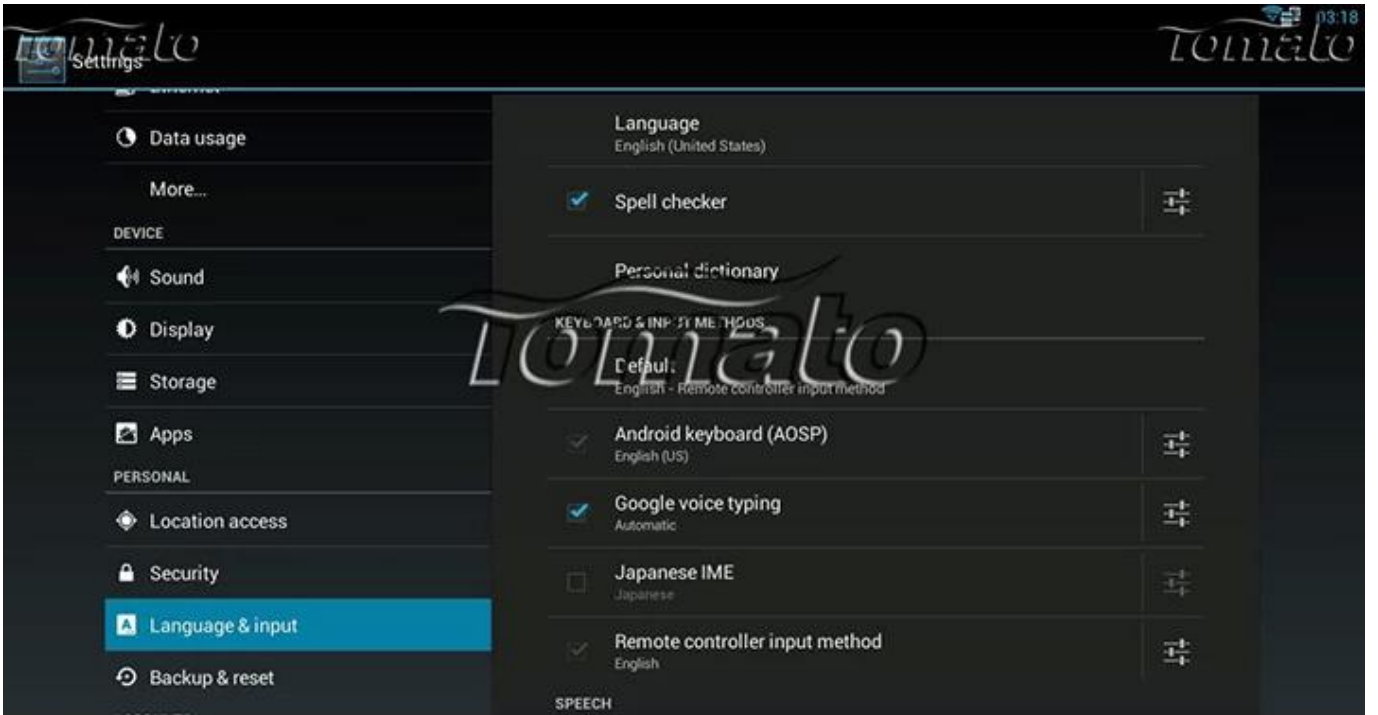 03:18
Tomato
Tomato
Settings
Ethernet
Data usage
More...
DEVICE
Sound
Display
Storage
Apps
PERSONAL
Location access
Security
Language & input
Backup & reset
Language
English (United States)
Spell checker
Personal dictionary
Tomato
KEYBOARD & INPUT METHODS
Default
English - Remote controller input method
Android keyboard (AOSP)
English (US)
Google voice typing
Automatic
Japanese IME
Japanese
Remote controller input method
English
SPEECH